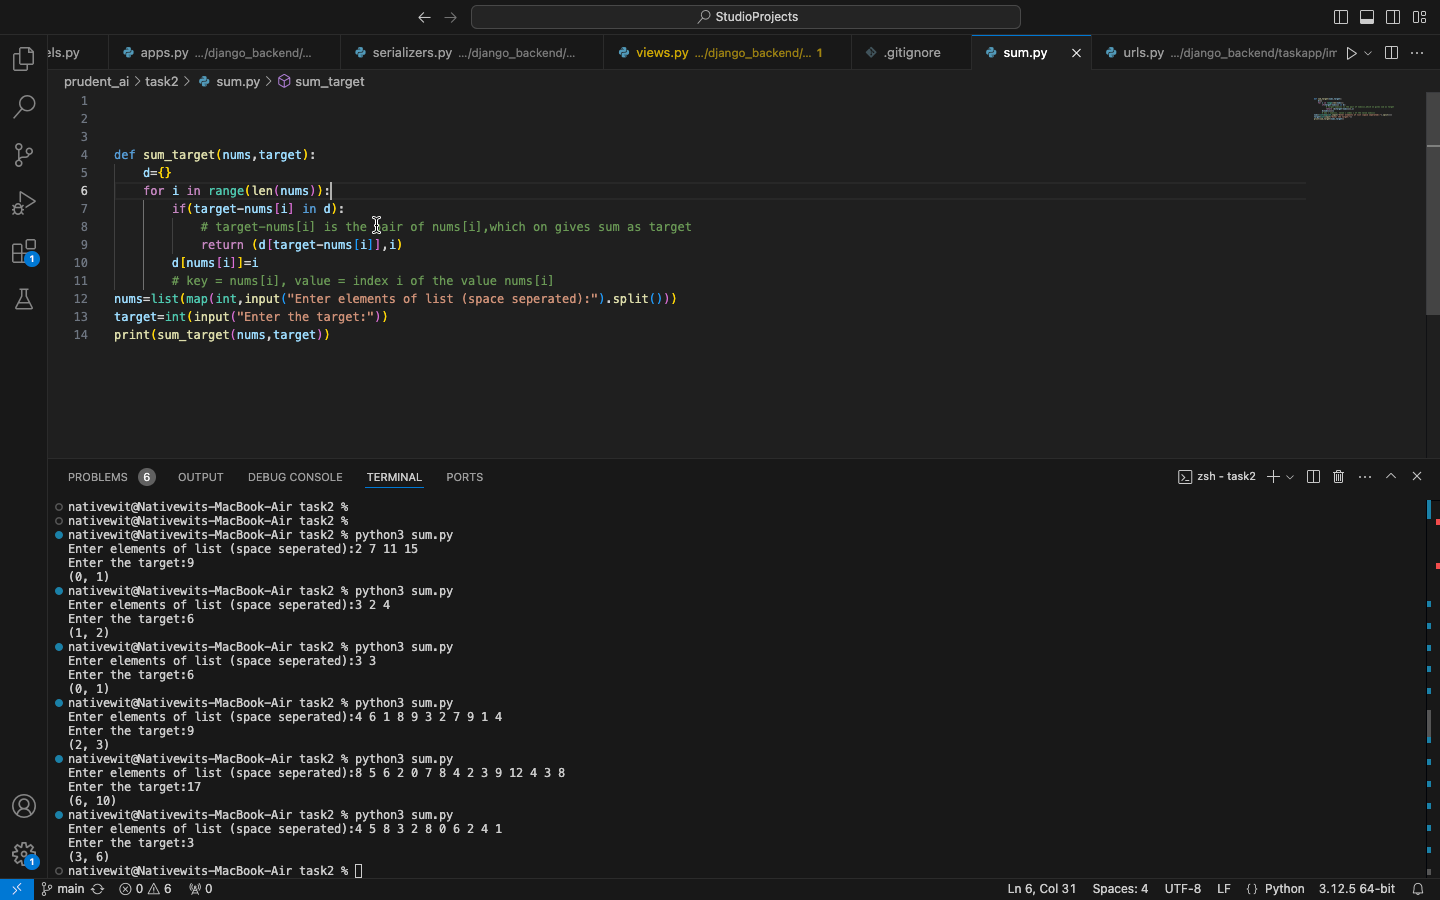 StudioProjects
els.py
apps.py .../django_backend/...
serializers.py .../django_backend/...
views.py .../django_backend/... 1
.gitignore
sum.py
urls.py .../django_backend/taskapp/im
prudent_ai > task2 > sum.py > sum_target
1
2
3
4 def sum_target(nums,target):
5 d={}
6 for i in range(len(nums)):
7 if(target-nums[i] in d):
8 # target-nums[i] is the pair of nums[i],which on gives sum as target
9 return (d[target-nums[i]],i)
10 d[nums[i]]=i
11 # key = nums[i], value = index i of the value nums[i]
12 nums=list(map(int,input("Enter elements of list (space seperated):").split()))
13 target=int(input("Enter the target:"))
14 print(sum_target(nums,target))
1
1
PROBLEMS 6 OUTPUT DEBUG CONSOLE TERMINAL PORTS
zsh - task2
nativewit@Nativewits-MacBook-Air task2 %
nativewit@Nativewits-MacBook-Air task2 %
nativewit@Nativewits-MacBook-Air task2 % python3 sum.py
Enter elements of list (space seperated):2 7 11 15
Enter the target:9
(0, 1)
nativewit@Nativewits-MacBook-Air task2 % python3 sum.py
Enter elements of list (space seperated):3 2 4
Enter the target:6
(1, 2)
nativewit@Nativewits-MacBook-Air task2 % python3 sum.py
Enter elements of list (space seperated):3 3
Enter the target:6
(0, 1)
nativewit@Nativewits-MacBook-Air task2 % python3 sum.py
Enter elements of list (space seperated):4 6 1 8 9 3 2 7 9 1 4
Enter the target:9
(2, 3)
nativewit@Nativewits-MacBook-Air task2 % python3 sum.py
Enter elements of list (space seperated):8 5 6 2 0 7 8 4 2 3 9 12 4 3 8
Enter the target:17
(6, 10)
nativewit@Nativewits-MacBook-Air task2 % python3 sum.py
Enter elements of list (space seperated):4 5 8 3 2 8 0 6 2 4 1
Enter the target:3
(3, 6)
nativewit@Nativewits-MacBook-Air task2 %
main 0 6 0
Ln 6, Col 31 Spaces: 4 UTF-8 LF {} Python 3.12.5 64-bit